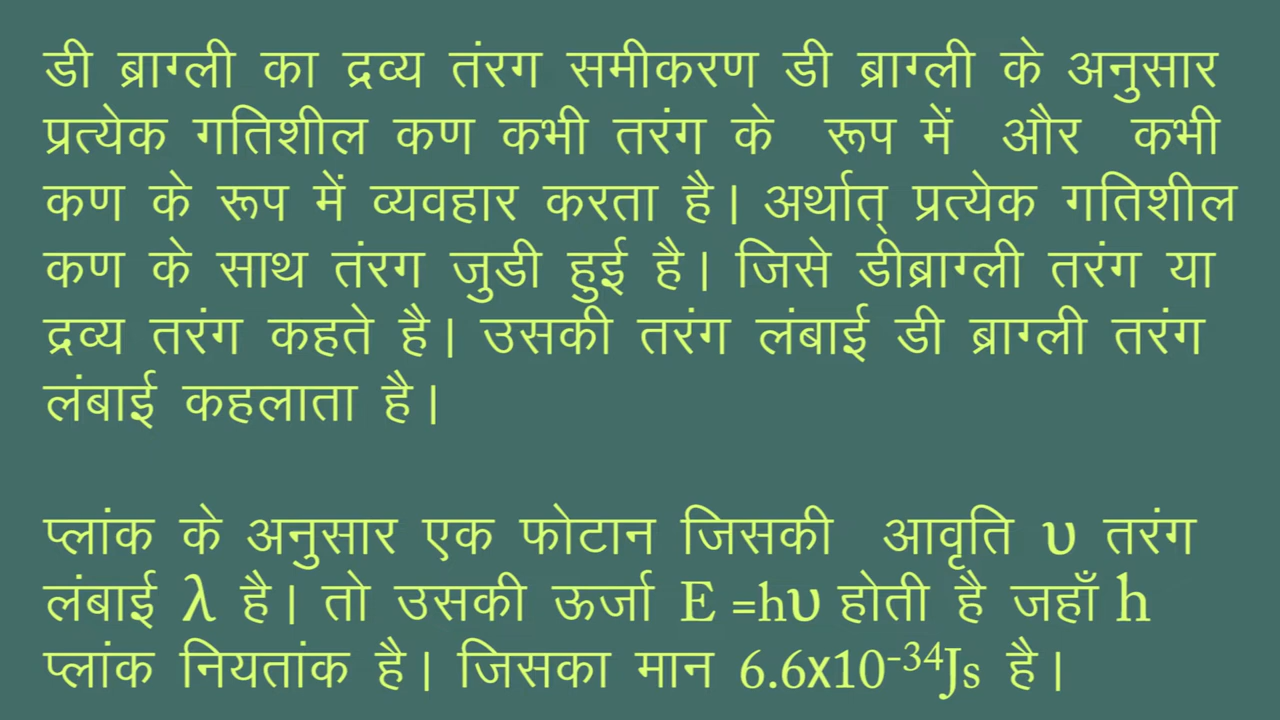 डी ब्राग्ली का द्रव्य तंरग समीकरण डी ब्राग्ली के अनुसार
प्रत्येक गतिशील कण कभी तरंग के रूप में और कभी
कण के रूप में व्यवहार करता है। अर्थात् प्रत्येक गतिशील
कण के साथ तंरग जुडी हुई है। जिसे डीब्राग्ली तरंग या
द्रव्य तरंग कहते है। उसकी तरंग लंबाई डी ब्राग्ली तरंग
लंबाई कहलाता है।
प्लांक के अनुसार एक फोटान जिसकी आवृति υ तरंग
लंबाई λ है। तो उसकी ऊर्जा E =hυ होती है जहाँ h
प्लांक नियतांक है। जिसका मान 6.6x10⁻³⁴Js है।